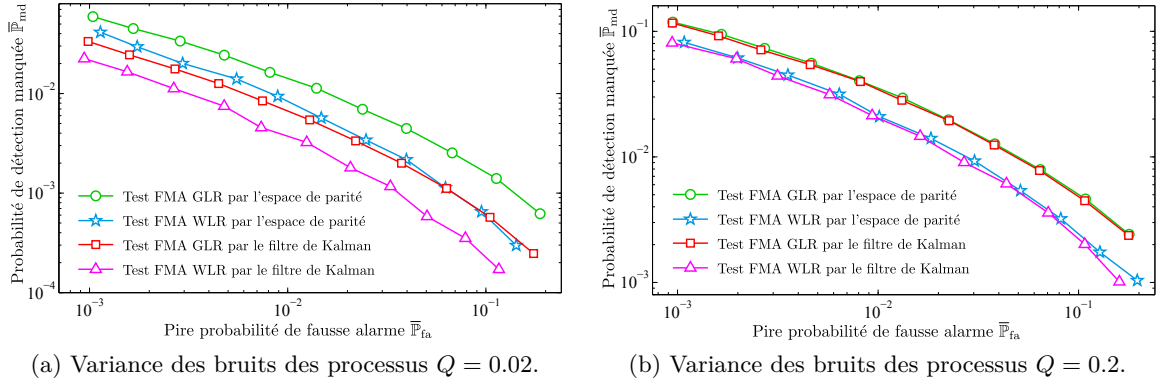 Probabilité de détection manquée P̅md
10⁻²
10⁻³
10⁻⁴
Test FMA GLR par l'espace de parité
Test FMA WLR par l'espace de parité
Test FMA GLR par le filtre de Kalman
Test FMA WLR par le filtre de Kalman
10⁻³
10⁻²
10⁻¹
Pire probabilité de fausse alarme P̅fa
(a) Variance des bruits des processus Q = 0.02.
Probabilité de détection manquée P̅md
10⁻¹
10⁻²
10⁻³
Test FMA GLR par l'espace de parité
Test FMA WLR par l'espace de parité
Test FMA GLR par le filtre de Kalman
Test FMA WLR par le filtre de Kalman
10⁻³
10⁻²
10⁻¹
Pire probabilité de fausse alarme P̅fa
(b) Variance des bruits des processus Q = 0.2.